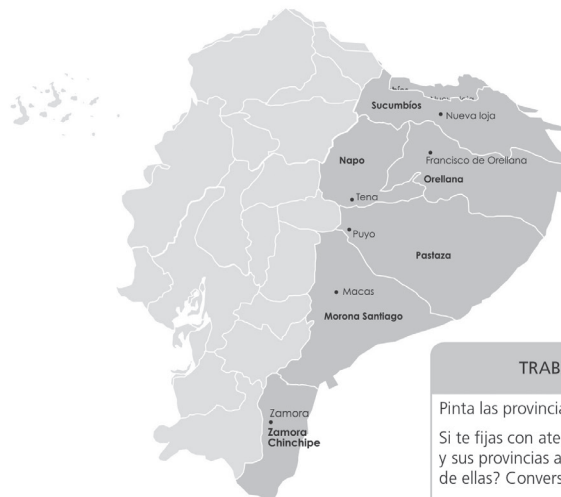 Sucumbíos
Nueva loja
Napo
Francisco de Orellana
Orellana
Tena
Puyo
Pastaza
Macas
Morona Santiago
Zamora
Zamora
Chinchipe
TRAB
Pinta las provincia
Si te fijas con ate
y sus provincias a
de ellas? Convers